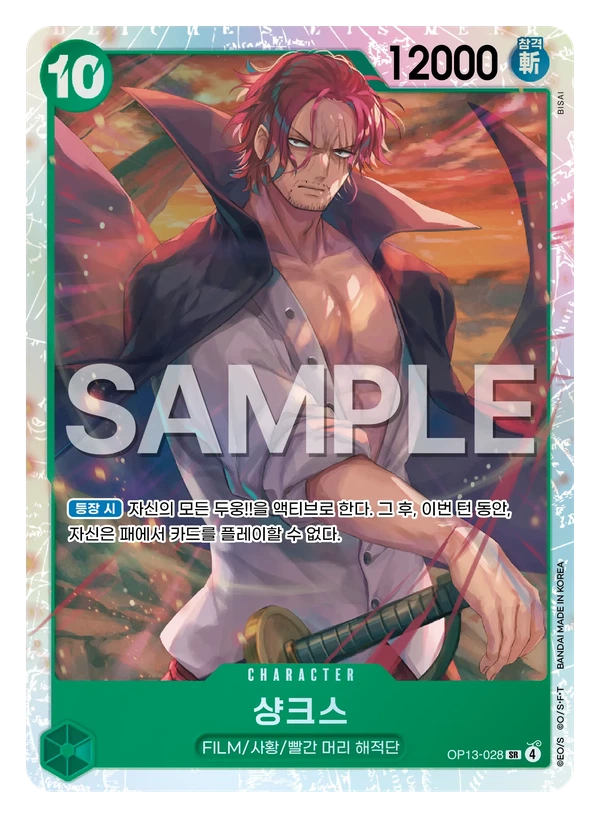 10
12000
참격
斬
BISAI
SAMPLE
등장 시 자신의 모든 두웅!!을 액티브로 한다. 그 후, 이번 턴 동안,
자신은 패에서 카드를 플레이할 수 없다.
CHARACTER
샹크스
FILM/사황/빨간 머리 해적단
OP13-028 SR 4
©EO/S ©O/S·F·T BANDAI MADE IN KOREA